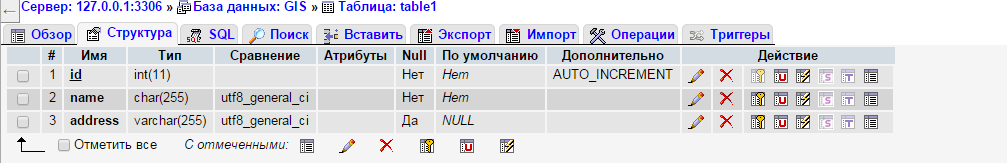 Сервер: 127.0.0.1:3306 » База данных: GIS » Таблица: table1
Обзор Структура SQL Поиск Вставить Экспорт Импорт Операции Триггеры
# Имя Тип Сравнение Атрибуты Null По умолчанию Дополнительно Действие
1 id int(11) Нет Нет AUTO_INCREMENT
2 name char(255) utf8_general_ci Нет Нет
3 address varchar(255) utf8_general_ci Да NULL
Отметить все С отмеченными: